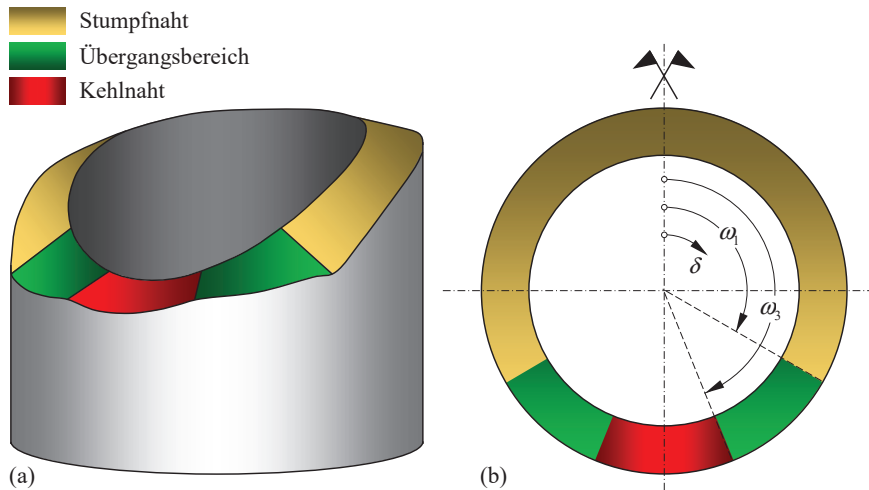 Stumpfnaht
Übergangsbereich
Kehlnaht
(a)
ω₁
δ
ω₃
(b)